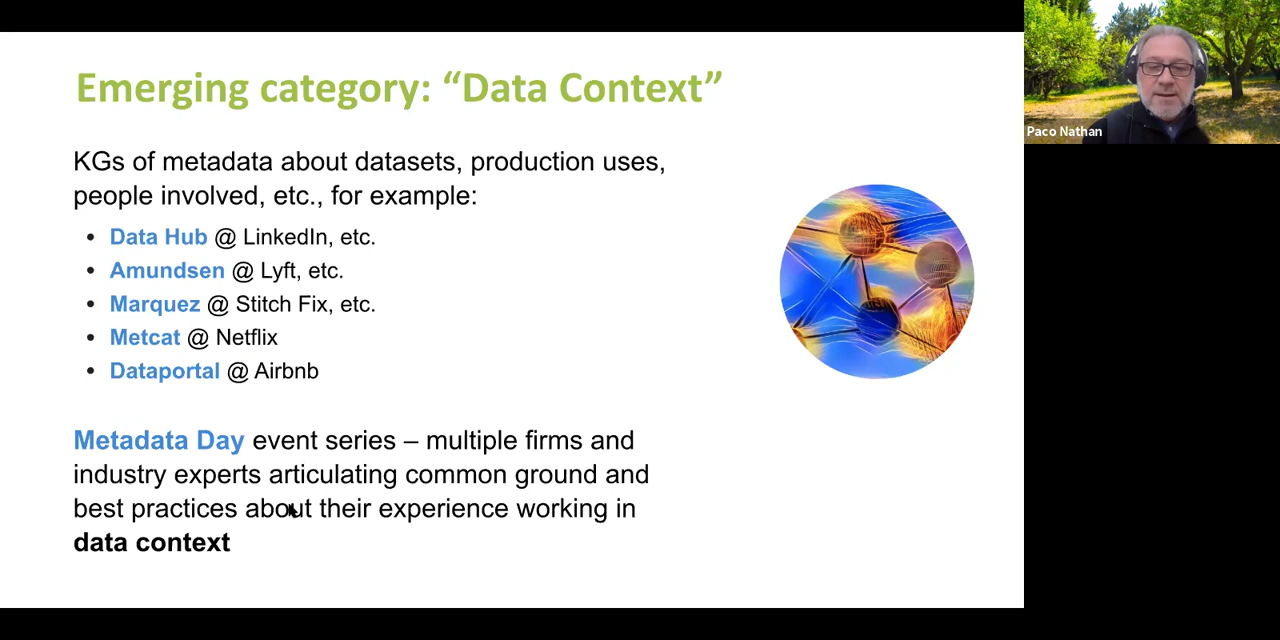 Emerging category: “Data Context”
KGs of metadata about datasets, production uses,
people involved, etc., for example:
• Data Hub @ LinkedIn, etc.
• Amundsen @ Lyft, etc.
• Marquez @ Stitch Fix, etc.
• Metcat @ Netflix
• Dataportal @ Airbnb
Metadata Day event series – multiple firms and
industry experts articulating common ground and
best practices about their experience working in
data context
Paco Nathan